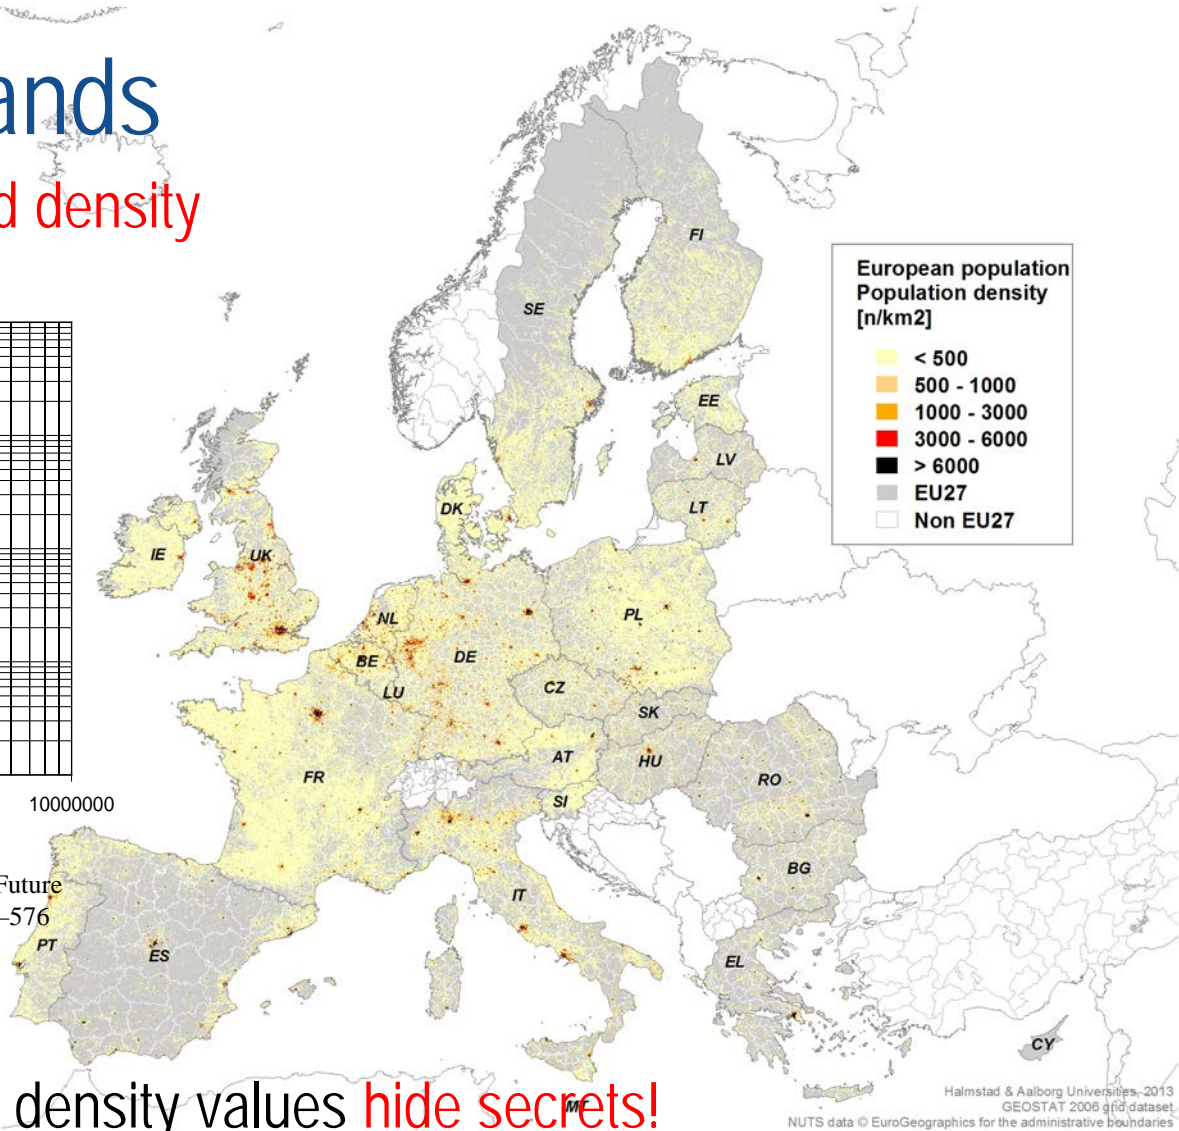 ands
d density
European population
Population density
[n/km2]
< 500
500 - 1000
1000 - 3000
3000 - 6000
> 6000
EU27
Non EU27
FI
SE
EE
LV
LT
DK
IE
UK
NL
PL
BE
DE
LU
CZ
SK
AT
HU
FR
RO
SI
10000000
BG
Future
–576
IT
PT
ES
EL
CY
density values hide secrets!
MT
Halmstad & Aalborg Universities, 2013
GEOSTAT 2006 grid dataset
NUTS data © EuroGeographics for the administrative boundaries